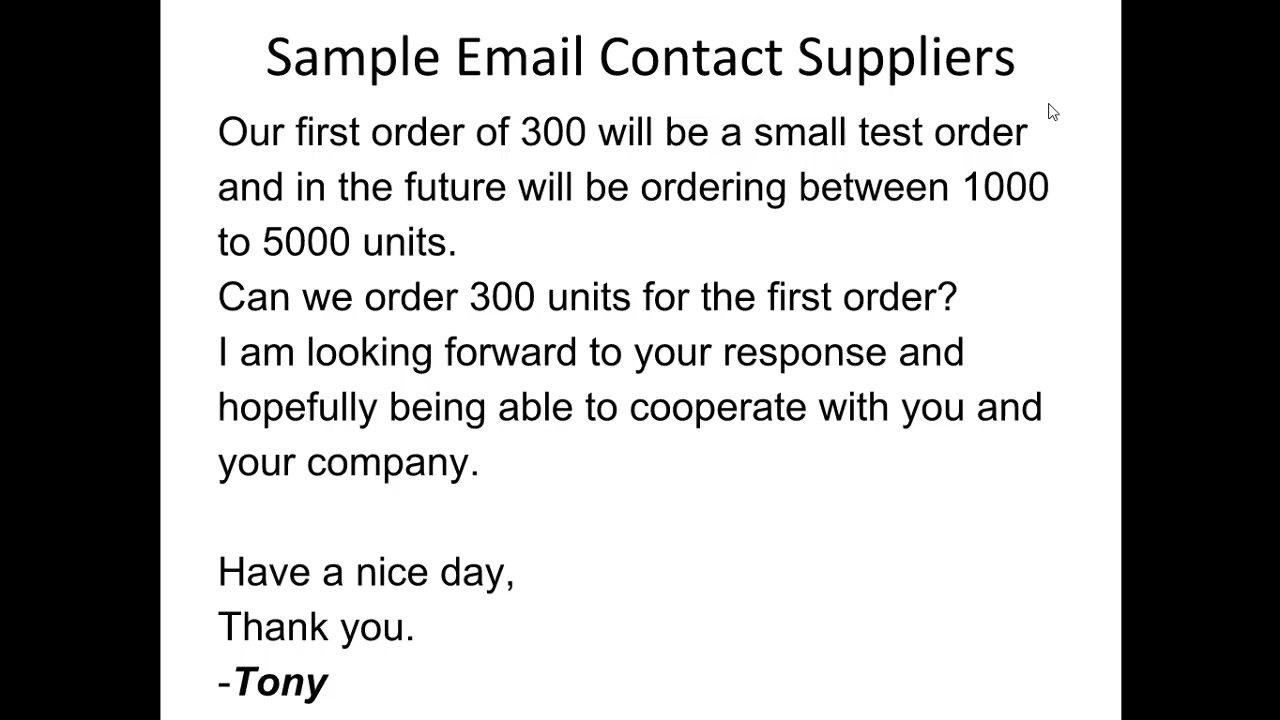 Sample Email Contact Suppliers
Our first order of 300 will be a small test order
and in the future will be ordering between 1000
to 5000 units.
Can we order 300 units for the first order?
I am looking forward to your response and
hopefully being able to cooperate with you and
your company.
Have a nice day,
Thank you.
-Tony